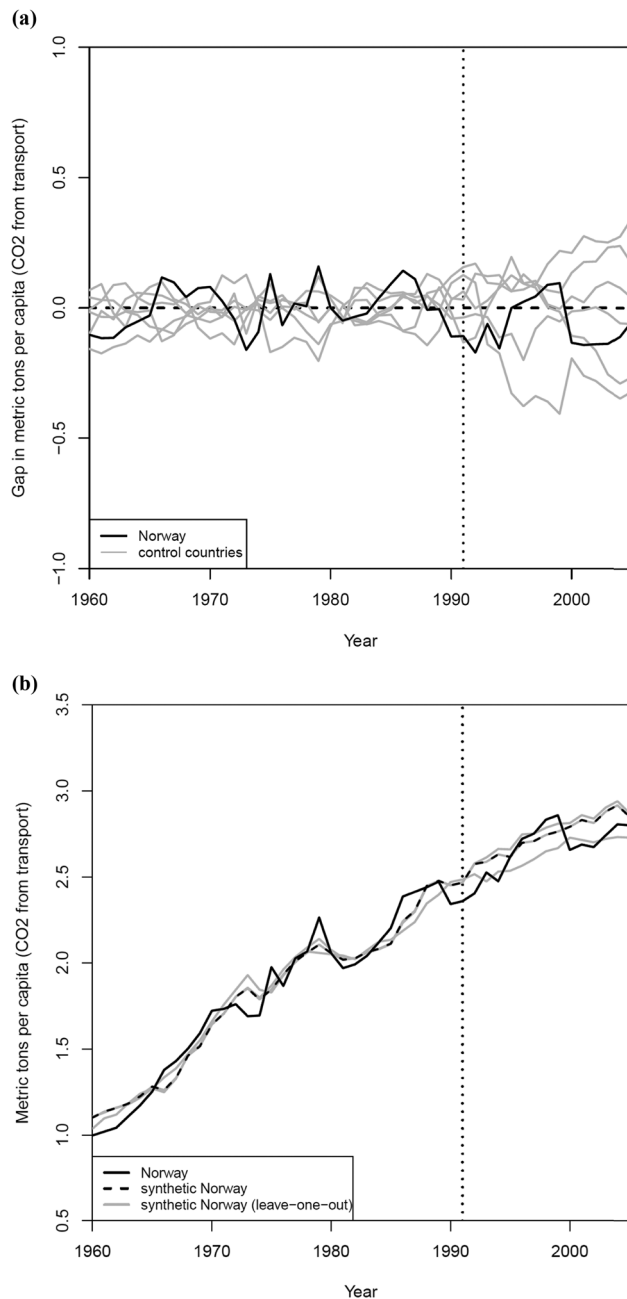 (a)
1.0
0.5
0.0
−0.5
−1.0
Gap in metric tons per capita (CO2 from transport)
Norway
control countries
1960 1970 1980 1990 2000
Year
(b)
3.5
3.0
2.5
2.0
1.5
1.0
0.5
Metric tons per capita (CO2 from transport)
Norway
synthetic Norway
synthetic Norway (leave−one−out)
1960 1970 1980 1990 2000
Year